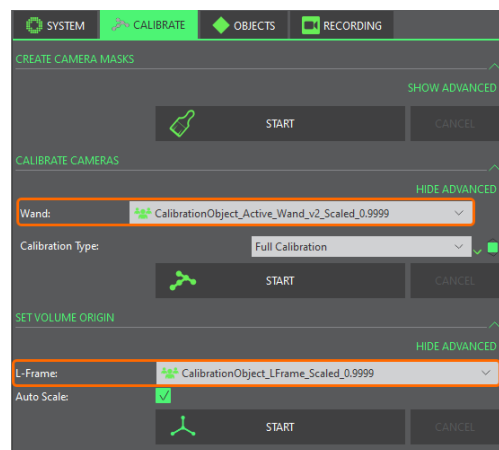 SYSTEM CALIBRATE OBJECTS RECORDING
CREATE CAMERA MASKS
SHOW ADVANCED
START CANCEL
CALIBRATE CAMERAS
HIDE ADVANCED
Wand: CalibrationObject_Active_Wand_v2_Scaled_0.9999
Calibration Type: Full Calibration
START CANCEL
SET VOLUME ORIGIN
HIDE ADVANCED
L-Frame: CalibrationObject_LFrame_Scaled_0.9999
Auto Scale:
START CANCEL